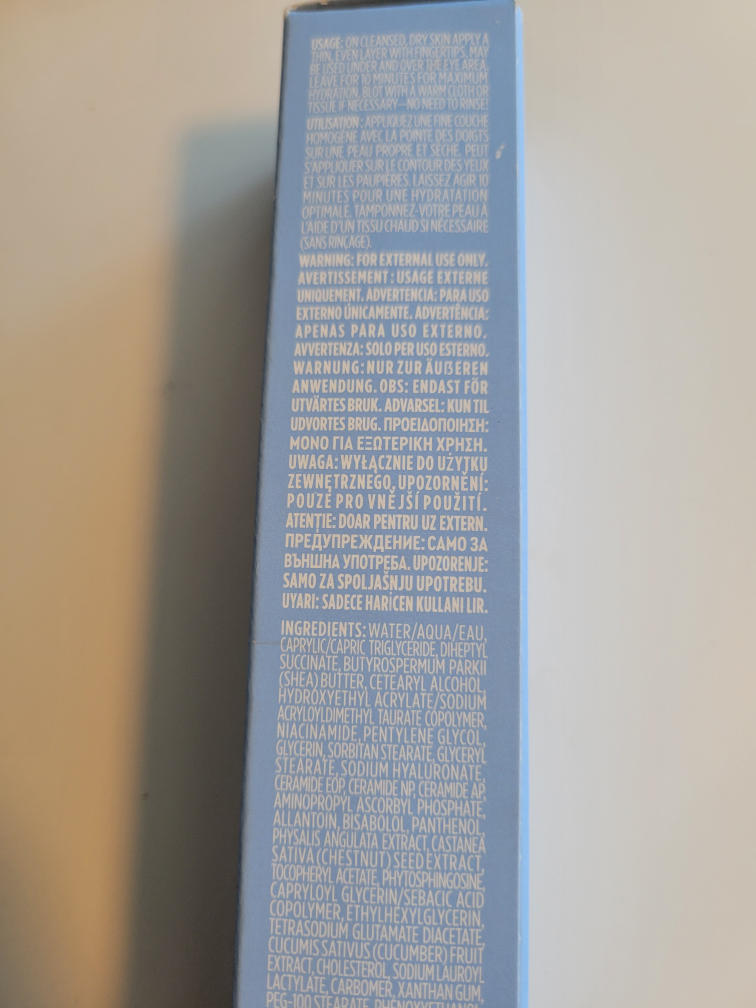 USAGE: ON CLEANSED, DRY SKIN APPLY A
THIN, EVEN LAYER WITH FINGERTIPS. MAY
BE USED UNDER AND OVER THE EYE AREA.
LEAVE FOR 10 MINUTES FOR MAXIMUM
HYDRATION. BLOT WITH A WARM CLOTH OR
TISSUE IF NECESSARY—NO NEED TO RINSE!
UTILISATION : APPLIQUEZ UNE FINE COUCHE
HOMOGÈNE AVEC LA POINTE DES DOIGTS
SUR UNE PEAU PROPRE ET SÈCHE. PEUT
S'APPLIQUER SUR LE CONTOUR DES YEUX
ET SUR LES PAUPIÈRES. LAISSEZ AGIR 10
MINUTES POUR UNE HYDRATATION
OPTIMALE. TAMPONNEZ-VOTRE PEAU À
L'AIDE D'UN TISSU CHAUD SI NÉCESSAIRE
(SANS RINÇAGE).
WARNING: FOR EXTERNAL USE ONLY.
AVERTISSEMENT : USAGE EXTERNE
UNIQUEMENT. ADVERTENCIA: PARA USO
EXTERNO ÚNICAMENTE. ADVERTÊNCIA:
APENAS PARA USO EXTERNO.
AVVERTENZA: SOLO PER USO ESTERNO.
WARNUNG: NUR ZUR ÄUẞEREN
ANWENDUNG. OBS: ENDAST FÖR
UTVÄRTES BRUK. ADVARSEL: KUN TIL
UDVORTES BRUG. ΠΡΟΕΙΔΟΠΟΙΗΣΗ:
ΜΟΝΟ ΓΙΑ ΕΞΩΤΕΡΙΚΗ ΧΡΗΣΗ.
UWAGA: WYŁĄCZNIE DO UŻYTKU
ZEWNĘTRZNEGO. UPOZORNĚNÍ:
POUZE PRO VNĚJŠÍ POUŽITÍ.
ATENȚIE: DOAR PENTRU UZ EXTERN.
ПРЕДУПРЕЖДЕНИЕ: САМО ЗА
ВЪНШНА УПОТРЕБА. UPOZORENJE:
SAMO ZA SPOLJAŠNJU UPOTREBU.
UYARI: SADECE HARİCEN KULLANI LIR.
INGREDIENTS: WATER/AQUA/EAU,
CAPRYLIC/CAPRIC TRIGLYCERIDE, DIHEPTYL
SUCCINATE, BUTYROSPERMUM PARKII
(SHEA) BUTTER, CETEARYL ALCOHOL,
HYDROXYETHYL ACRYLATE/SODIUM
ACRYLOYLDIMETHYL TAURATE COPOLYMER,
NIACINAMIDE, PENTYLENE GLYCOL,
GLYCERIN, SORBITAN STEARATE, GLYCERYL
STEARATE, SODIUM HYALURONATE,
CERAMIDE EOP, CERAMIDE NP, CERAMIDE AP,
AMINOPROPYL ASCORBYL PHOSPHATE,
ALLANTOIN, BISABOLOL, PANTHENOL,
PHYSALIS ANGULATA EXTRACT, CASTANEA
SATIVA (CHESTNUT) SEED EXTRACT,
TOCOPHERYL ACETATE, PHYTOSPHINGOSINE,
CAPRYLOYL GLYCERIN/SEBACIC ACID
COPOLYMER, ETHYLHEXYLGLYCERIN,
TETRASODIUM GLUTAMATE DIACETATE,
CUCUMIS SATIVUS (CUCUMBER) FRUIT
EXTRACT, CHOLESTEROL, SODIUM LAUROYL
LACTYLATE, CARBOMER, XANTHAN GUM,
PEG-100 STEARATE,